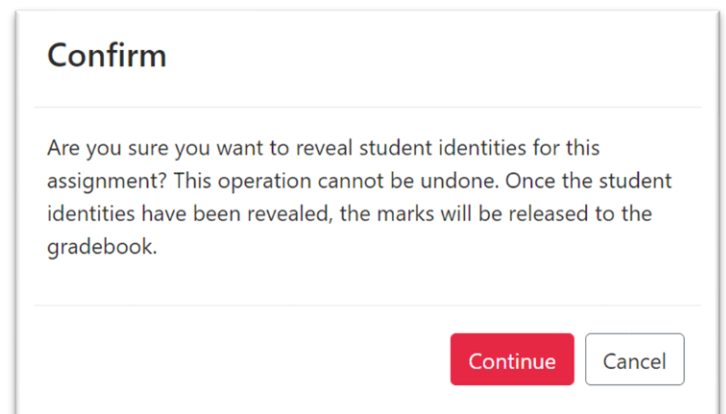 Confirm
Are you sure you want to reveal student identities for this
assignment? This operation cannot be undone. Once the student
identities have been revealed, the marks will be released to the
gradebook.
Continue Cancel